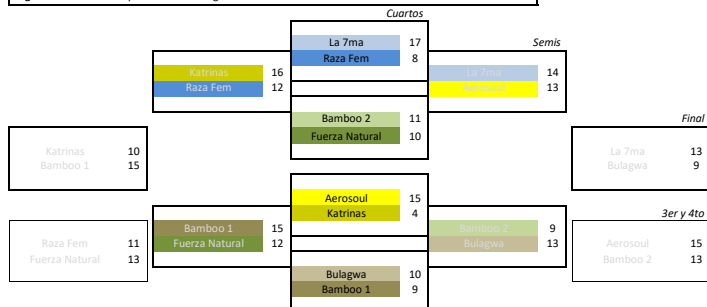 Cuartos
La 7ma 17
Raza Fem 8
Semis
Katrinas 16
Raza Fem 12
La 7ma 14
Aerosoul 13
Bamboo 2 11
Fuerza Natural 10
Final
Katrinas 10
Bamboo 1 15
La 7ma 13
Bulagwa 9
Aerosoul 15
Katrinas 4
3er y 4to
Bamboo 1 15
Fuerza Natural 12
Bamboo 2 9
Bulagwa 13
Raza Fem 11
Fuerza Natural 13
Aerosoul 15
Bamboo 2 13
Bulagwa 10
Bamboo 1 9